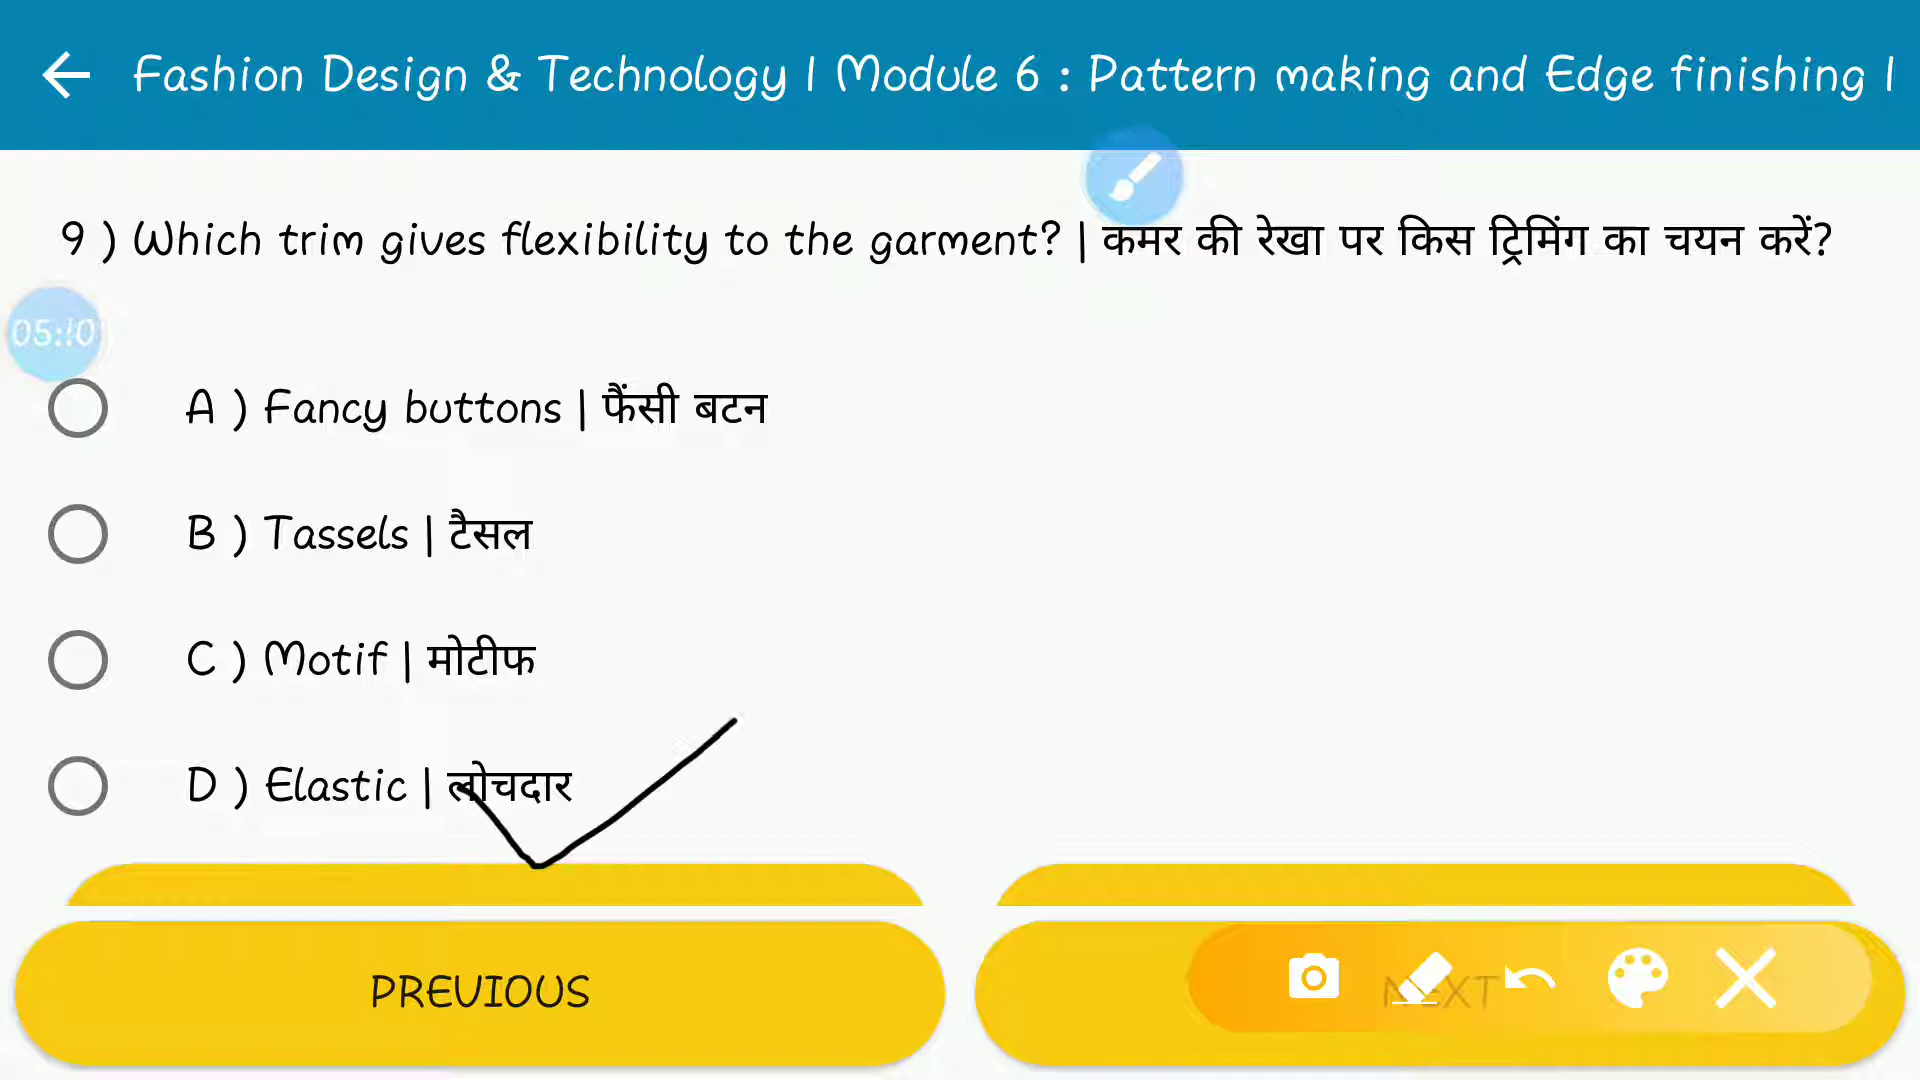 Fashion Design & Technology | Module 6 : Pattern making and Edge finishing |
9 ) Which trim gives flexibility to the garment? | कमर की रेखा पर किस ट्रिमिंग का चयन करें?
05:10
A ) Fancy buttons | फैंसी बटन
B ) Tassels | टैसल
C ) Motif | मोटीफ
D ) Elastic | लोचदार
PREVIOUS
NEXT